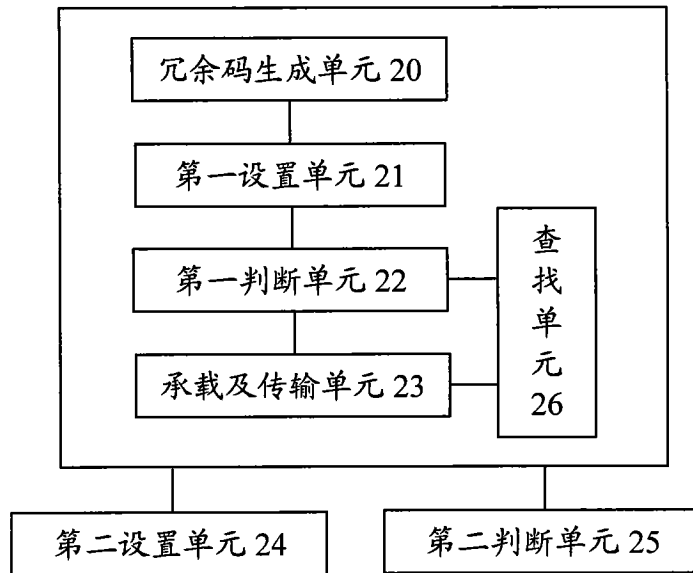 冗余码生成单元 20
第一设置单元 21
第一判断单元 22
承载及传输单元 23
查
找
单
元
26
第二设置单元 24
第二判断单元 25